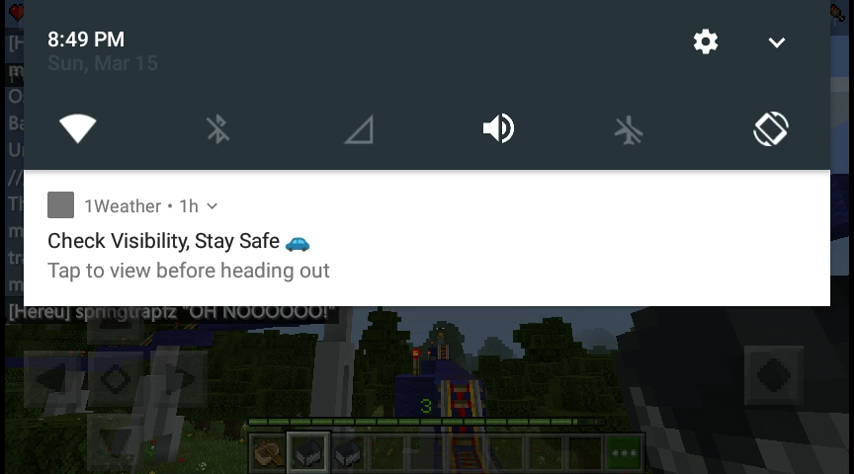 8:49 PM
Sun, Mar 15
1Weather • 1h
Check Visibility, Stay Safe 🚙
Tap to view before heading out
[Hereu] springtrapfz "OH NOOOOOO!"
3